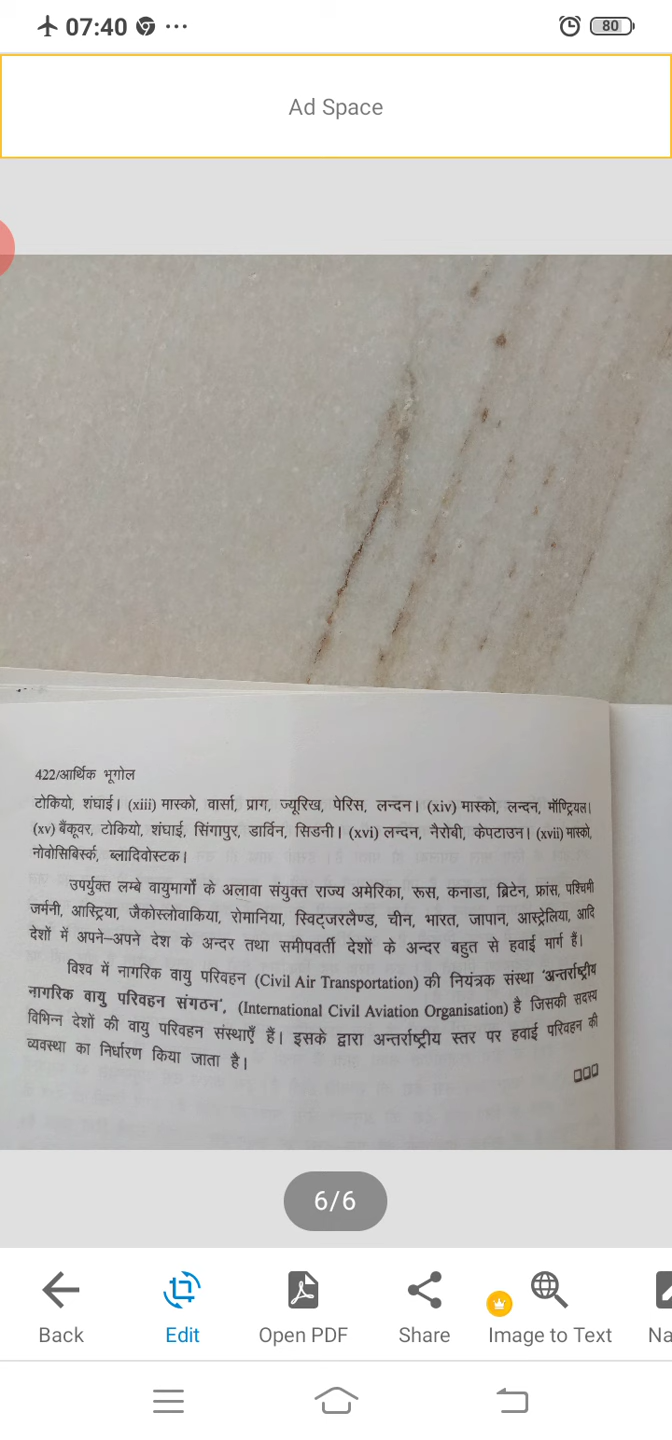 07:40
80
Ad Space
422/आर्थिक भूगोल
टोकियो, शंघाई। (xiii) मास्को, वार्सा, प्राग, ज्यूरिख, पेरिस, लन्दन। (xiv) मास्को, लन्दन, मॉण्ट्रियल।
(xv) बैंकूवर, टोकियो, शंघाई, सिंगापुर, डार्विन, सिडनी। (xvi) लन्दन, नैरोबी, केपटाउन। (xvii) मास्को,
नोवोसिबिर्स्क, ब्लादिवोस्टक।
उपर्युक्त लम्बे वायुमार्गों के अलावा संयुक्त राज्य अमेरिका, रूस, कनाडा, ब्रिटेन, फ्रांस, पश्चिमी
जर्मनी, आस्ट्रिया, जैकोस्लोवाकिया, रोमानिया, स्विट्जरलैण्ड, चीन, भारत, जापान, आस्ट्रेलिया, आदि
देशों में अपने–अपने देश के अन्दर तथा समीपवर्ती देशों के अन्दर बहुत से हवाई मार्ग हैं।
विश्व में नागरिक वायु परिवहन (Civil Air Transportation) की नियंत्रक संस्था 'अन्तर्राष्ट्रीय
नागरिक वायु परिवहन संगठन', (International Civil Aviation Organisation) है जिसकी सदस्य
विभिन्न देशों की वायु परिवहन संस्थाएँ हैं। इसके द्वारा अन्तर्राष्ट्रीय स्तर पर हवाई परिवहन की
व्यवस्था का निर्धारण किया जाता है।
6/6
Back Edit Open PDF Share Image to Text Na